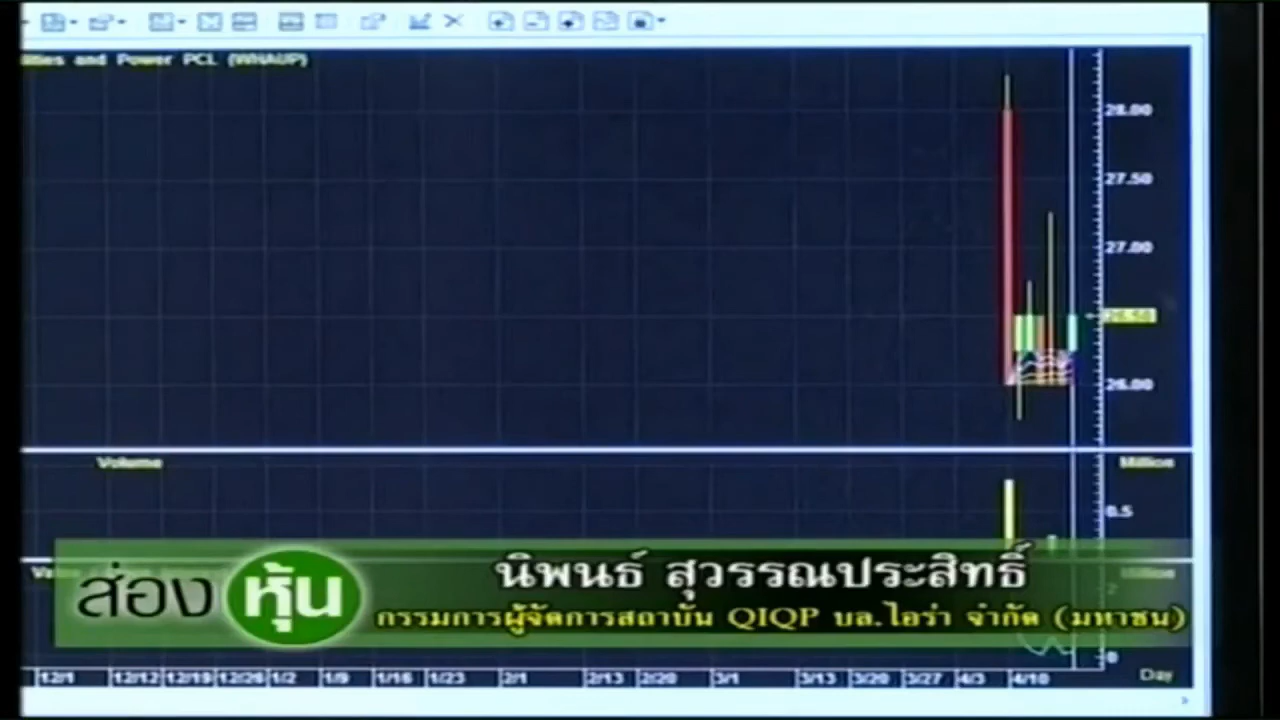 ities and Power PCL (WHAUP)
28.00
27.50
27.00
26.50
26.00
Volume
Million
0.5
ส่องหุ้น
นิพนธ์ สุวรรณประสิทธิ์
กรรมการผู้จัดการสถาบัน QIQP บล.ไอร่า จำกัด (มหาชน)
Million
2
0
12/1 12/12 12/19 12/26 1/2 1/9 1/16 1/23 2/1 2/13 2/20 3/1 3/13 3/20 3/27 4/3 4/10 Day